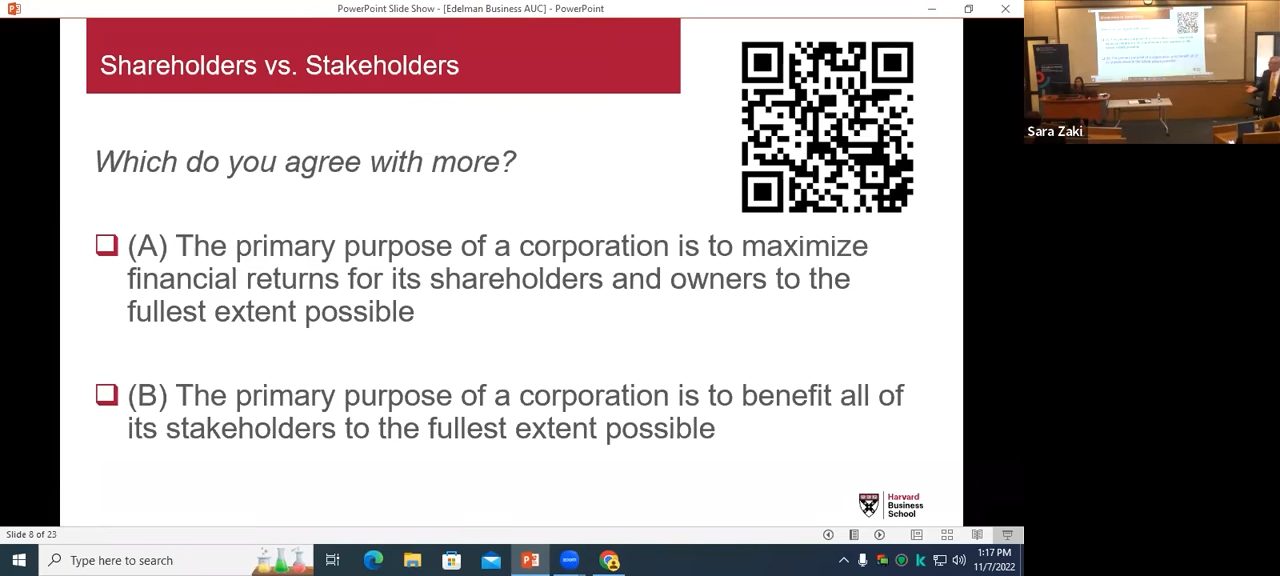 PowerPoint Slide Show - [Edelman Business AUC] - PowerPoint
Shareholders vs. Stakeholders
Which do you agree with more?
(A) The primary purpose of a corporation is to maximize
financial returns for its shareholders and owners to the
fullest extent possible
(B) The primary purpose of a corporation is to benefit all of
its stakeholders to the fullest extent possible
Harvard
Business
School
Sara Zaki
Slide 8 of 23
Type here to search
1:17 PM
11/7/2022